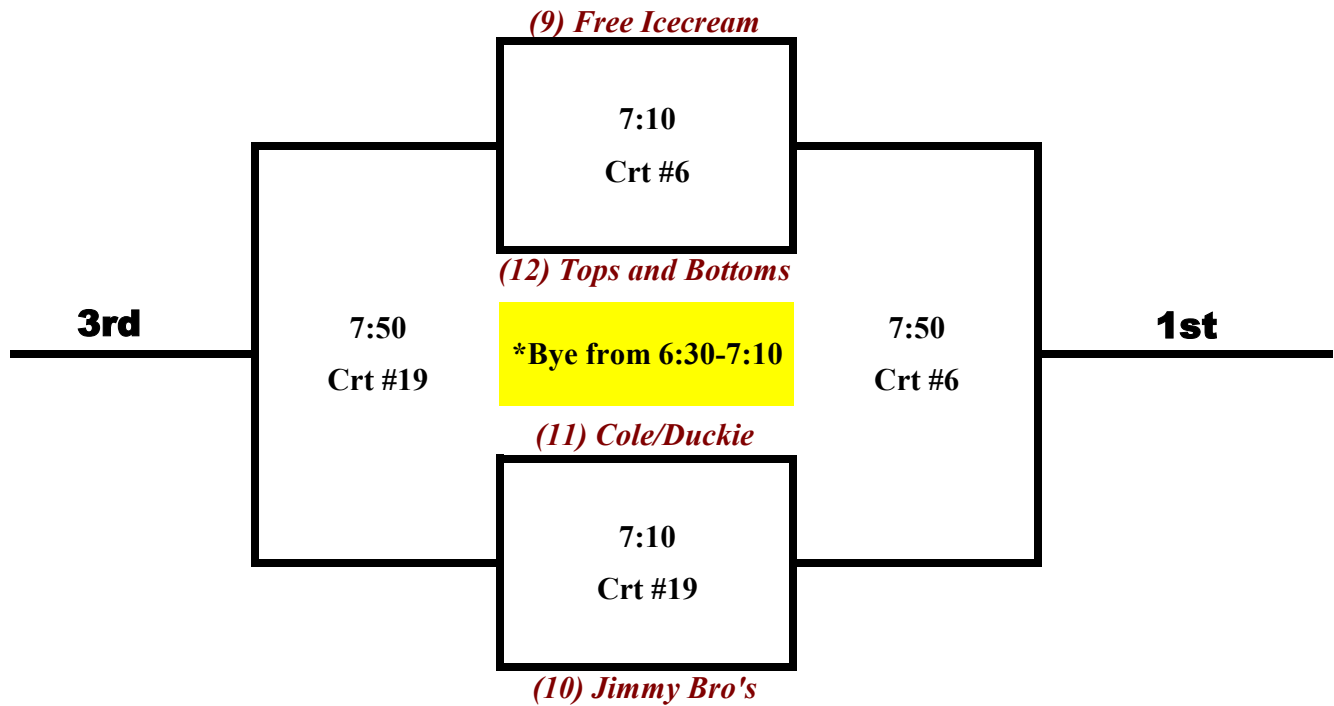 (9) Free Icecream
7:10
Crt #6
(12) Tops and Bottoms
3rd
7:50
Crt #19
*Bye from 6:30-7:10
7:50
Crt #6
1st
(11) Cole/Duckie
7:10
Crt #19
(10) Jimmy Bro's